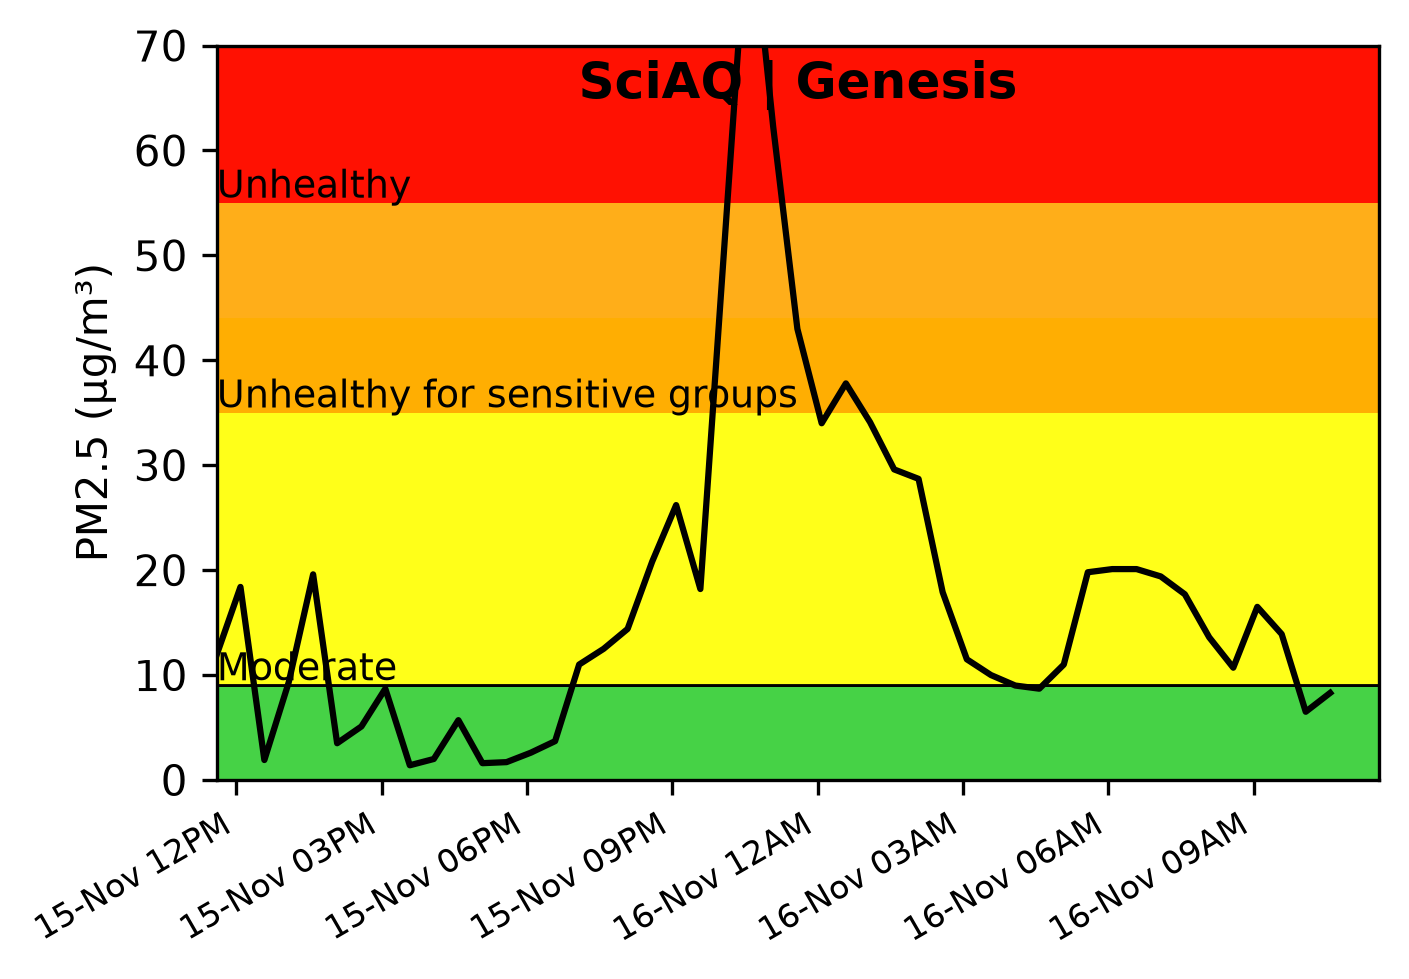 SciAQ | Genesis
70
60
Unhealthy
50
40
Unhealthy for sensitive groups
30
20
Moderate
10
0
PM2.5 (µg/m³)
15-Nov 12PM
15-Nov 03PM
15-Nov 06PM
15-Nov 09PM
16-Nov 12AM
16-Nov 03AM
16-Nov 06AM
16-Nov 09AM